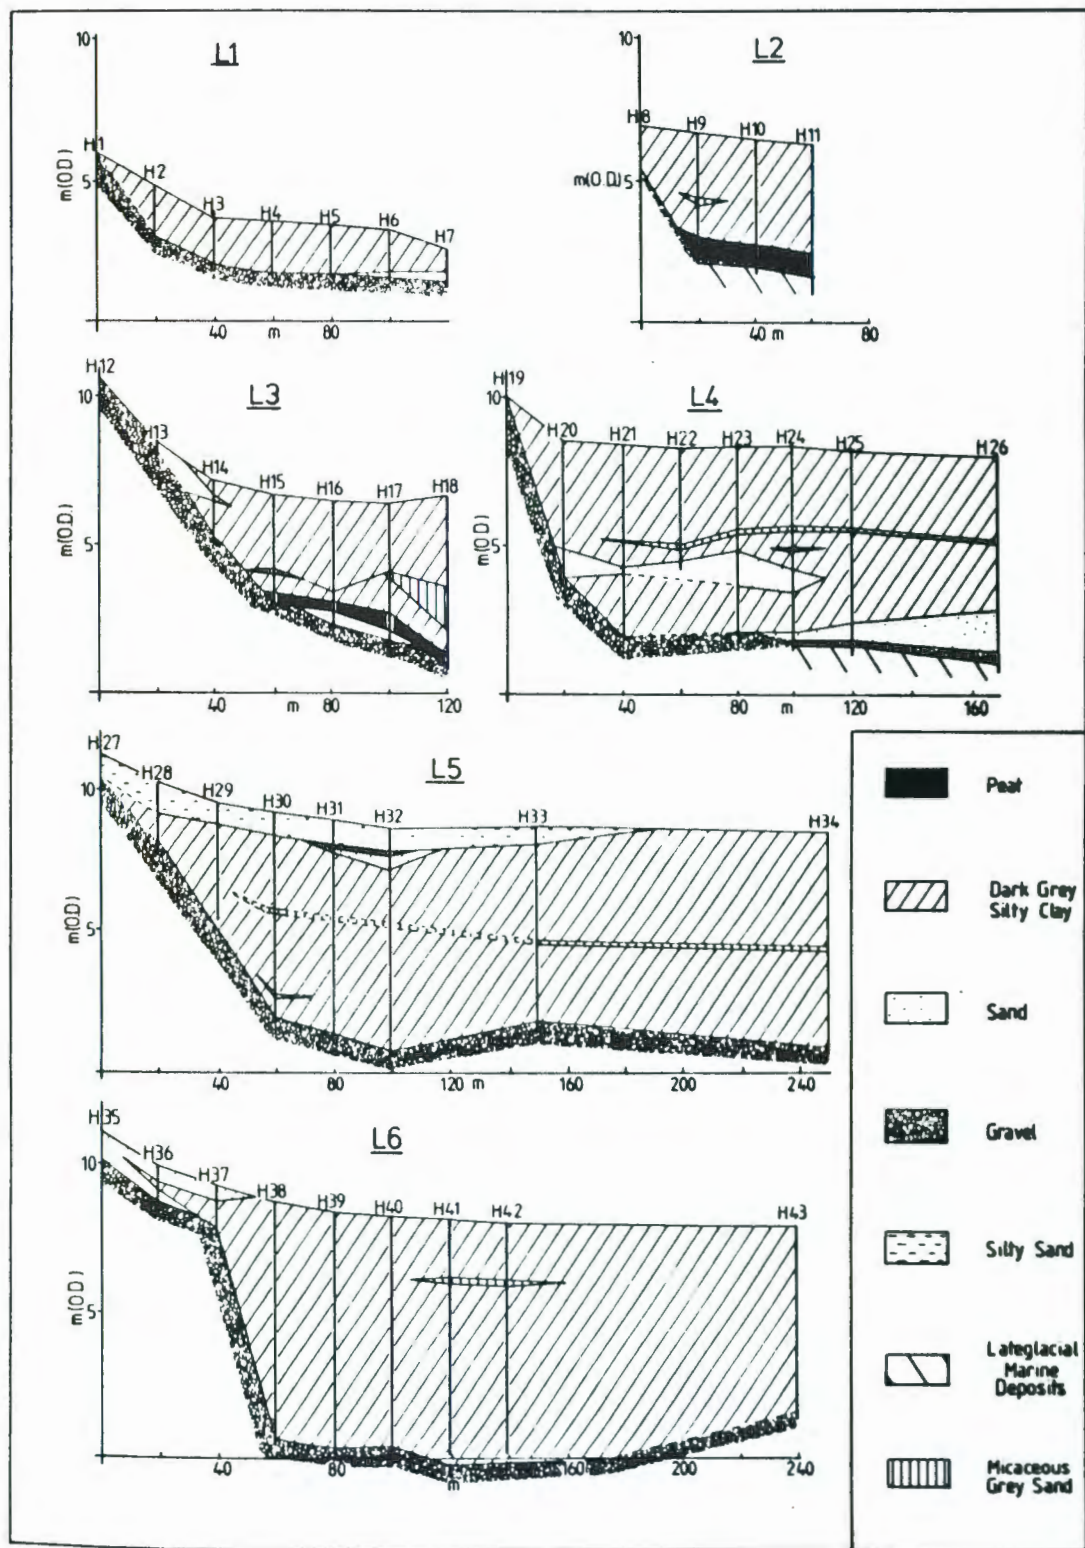 L1
10
5
m(O.D.)
H1
H2
H3
H4
H5
H6
H7
40
m
80
L2
10
m(O.D.)
5
H8
H9
H10
H11
40 m
80
L3
H12
10
H13
H14
H15
H16
H17
H18
5
m(O.D.)
40
m
80
120
L4
H19
10
H20
H21
H22
H23
H24
H25
H26
5
m(O.D.)
40
80
m
120
160
L5
H27
H28
10
H29
H30
H31
H32
H33
H34
m(O.D)
5
40
80
120 m
160
200
240
L6
H35
H36
10
H37
H38
H39
H40
H41
H42
H43
5
m(O.D)
40
80
m
160
200
240
Peat
Dark Grey
Silty Clay
Sand
Gravel
Silty Sand
Lateglacial
Marine
Deposits
Micaceous
Grey Sand